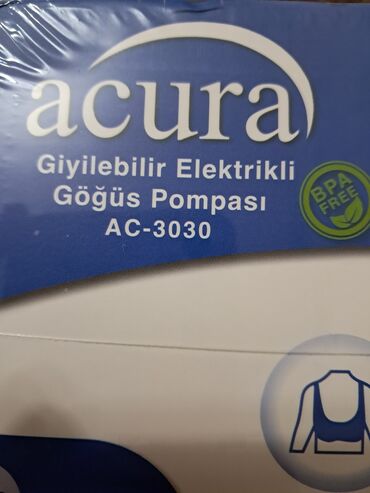 acura
Giyilebilir Elektrikli
Göğüs Pompası
AC-3030
BPA
FREE